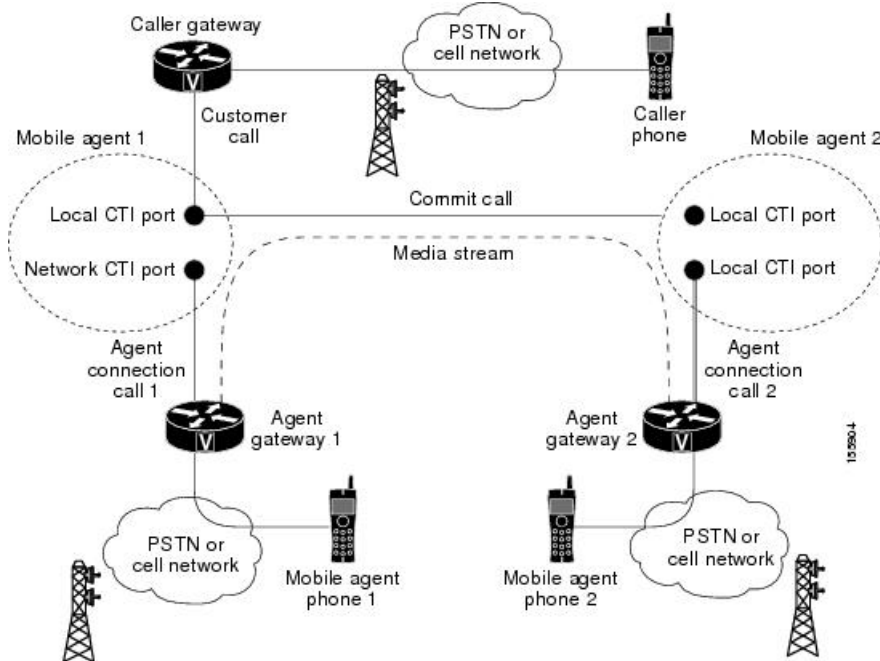 Caller gateway
PSTN or
cell network
V
Customer
call
Caller
phone
Mobile agent 1
Mobile agent 2
Local CTI port
Commit call
Local CTI port
Network CTI port
Media stream
Local CTI port
Agent
connection
call 1
Agent
connection
call 2
V
Agent
gateway 1
Agent
gateway 2
V
155904
PSTN or
cell network
Mobile agent
phone 1
Mobile agent
phone 2
PSTN or
cell network